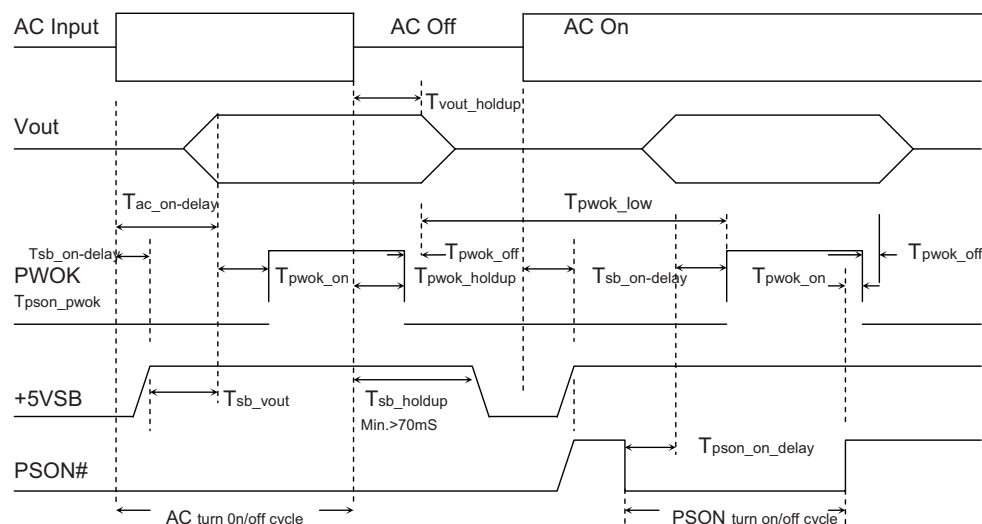 AC Input AC Off AC On
Tvout_holdup
Vout
Tac_on-delay Tpwok_low
Tsb_on-delay Tpwok_off Tpwok_off
PWOK Tpwok_on Tpwok_holdup Tsb_on-delay Tpwok_on
Tpson_pwok
+5VSB Tsb_vout Tsb_holdup
Min.>70mS
PSON# Tpson_on_delay
AC turn 0n/off cycle PSON turn on/off cycle